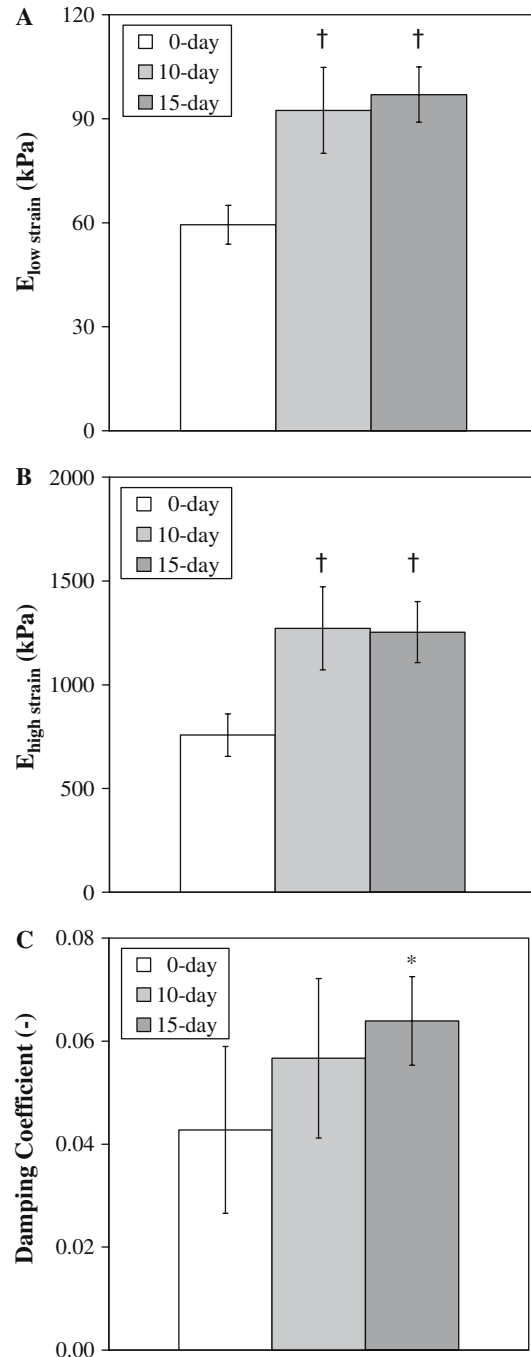 A
120
90
60
30
0
E low strain (kPa)
0-day
10-day
15-day
† †
B
2000
1500
1000
500
0
E high strain (kPa)
0-day
10-day
15-day
† †
C
0.08
0.06
0.04
0.02
0.00
Damping Coefficient (-)
0-day
10-day
15-day
*